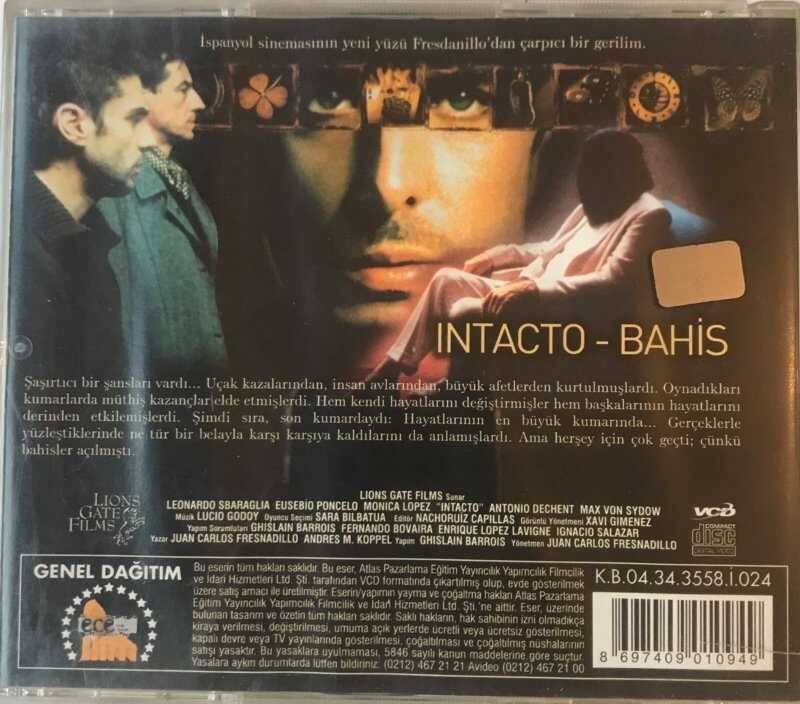 İspanyol sinemasının yeni yüzü Fresdanillo'dan çarpıcı bir gerilim.
INTACTO - BAHİS
Şaşırtıcı bir şansları vardı... Uçak kazalarından, insan avlarından, büyük afetlerden kurtulmuşlardı. Oynadıkları
kumarlarda müthiş kazançlar elde etmişlerdi. Hem kendi hayatlarını değiştirmişler hem başkalarının hayatlarını
derinden etkilemişlerdi. Şimdi sıra, son kumardaydı: Hayatlarının en büyük kumarında... Gerçeklerle
yüzleştiklerinde ne tür bir belayla karşı karşıya kaldılarını da anlamışlardı. Ama herşey için çok geçti; çünkü
bahisler açılmıştı.
LIONS
GATE
FILMS
LIONS GATE FILMS Sunar
LEONARDO SBARAGLIA EUSEBİO PONCELO MONICA LOPEZ "INTACTO" ANTONIO DECHENT MAX VON SYDOW
Müzik LUCIO GODOY Oyuncu Seçimi SARA BILBATUA Editör NACHORUIZ CAPILLAS Görüntü Yönetmeni XAVI GIMENEZ
Yapım Sorumluları GHISLAIN BARROIS FERNANDO BOVAIRA ENRIQUE LOPEZ LAVIGNE IGNACIO SALAZAR
Yazar JUAN CARLOS FRESNADILLO ANDRES M. KOPPEL Yapım GHISLAIN BARROIS Yönetmen JUAN CARLOS FRESNADILLO
VCD
COMPACT
disc
DIGITAL VIDEO
GENEL DAĞITIM
ece
film
Bu eserin tüm hakları saklıdır. Bu eser, Atlas Pazarlama Eğitim Yayıncılık Yapımcılık Filmcilik
ve İdari Hizmetleri Ltd. Şti. tarafından VCD formatında çıkartılmış olup, evde gösterilmek
üzere satış amacı ile üretilmiştir. Eserin/yapımın yayma ve çoğaltma hakları Atlas Pazarlama
Eğitim Yayıncılık Yapımcılık Filmcilik ve İdari Hizmetleri Ltd. Şti.'ne aittir. Eser, üzerinde
bulunan tasarım ve özetin tüm hakları saklıdır. Saklı hakların, hak sahibinin izni olmadıkça
kiraya verilmesi, değiştirilmesi, umuma açık yerlerde ücretli veya ücretsiz gösterilmesi,
kapalı devre veya TV yayınlarında gösterilmesi, çoğaltılması ve çoğaltılmış nüshalarının
satışı yasaktır. Bu yasaklara uyulmaması, 5846 sayılı kanun maddelerine göre suçtur.
Yasalara aykırı durumlarda lütfen bildiriniz: (0212) 467 21 21 Avideo (0212) 467 21 00
K.B.04.34.3558.İ.024
8 697409 010949